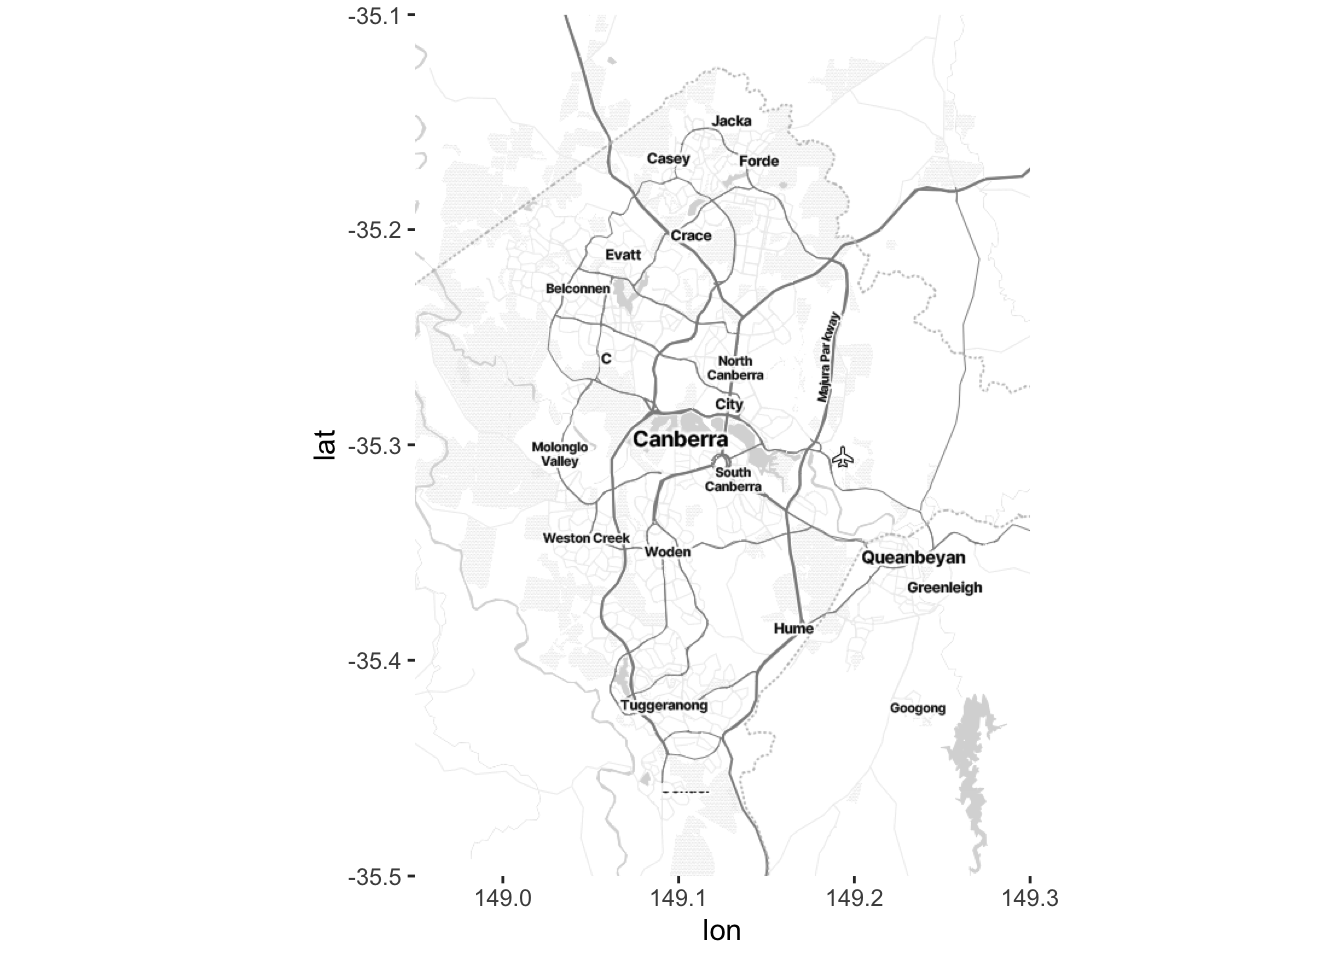 -35.1
Jacka
Casey
Forde
-35.2
Crace
Evatt
Belconnen
Majura Parkway
C
North
Canberra
City
lat
-35.3
Canberra
Molonglo
Valley
South
Canberra
Weston Creek
Woden
Queanbeyan
Greenleigh
Hume
-35.4
Tuggeranong
Googong
-35.5
149.0
149.1
149.2
149.3
lon